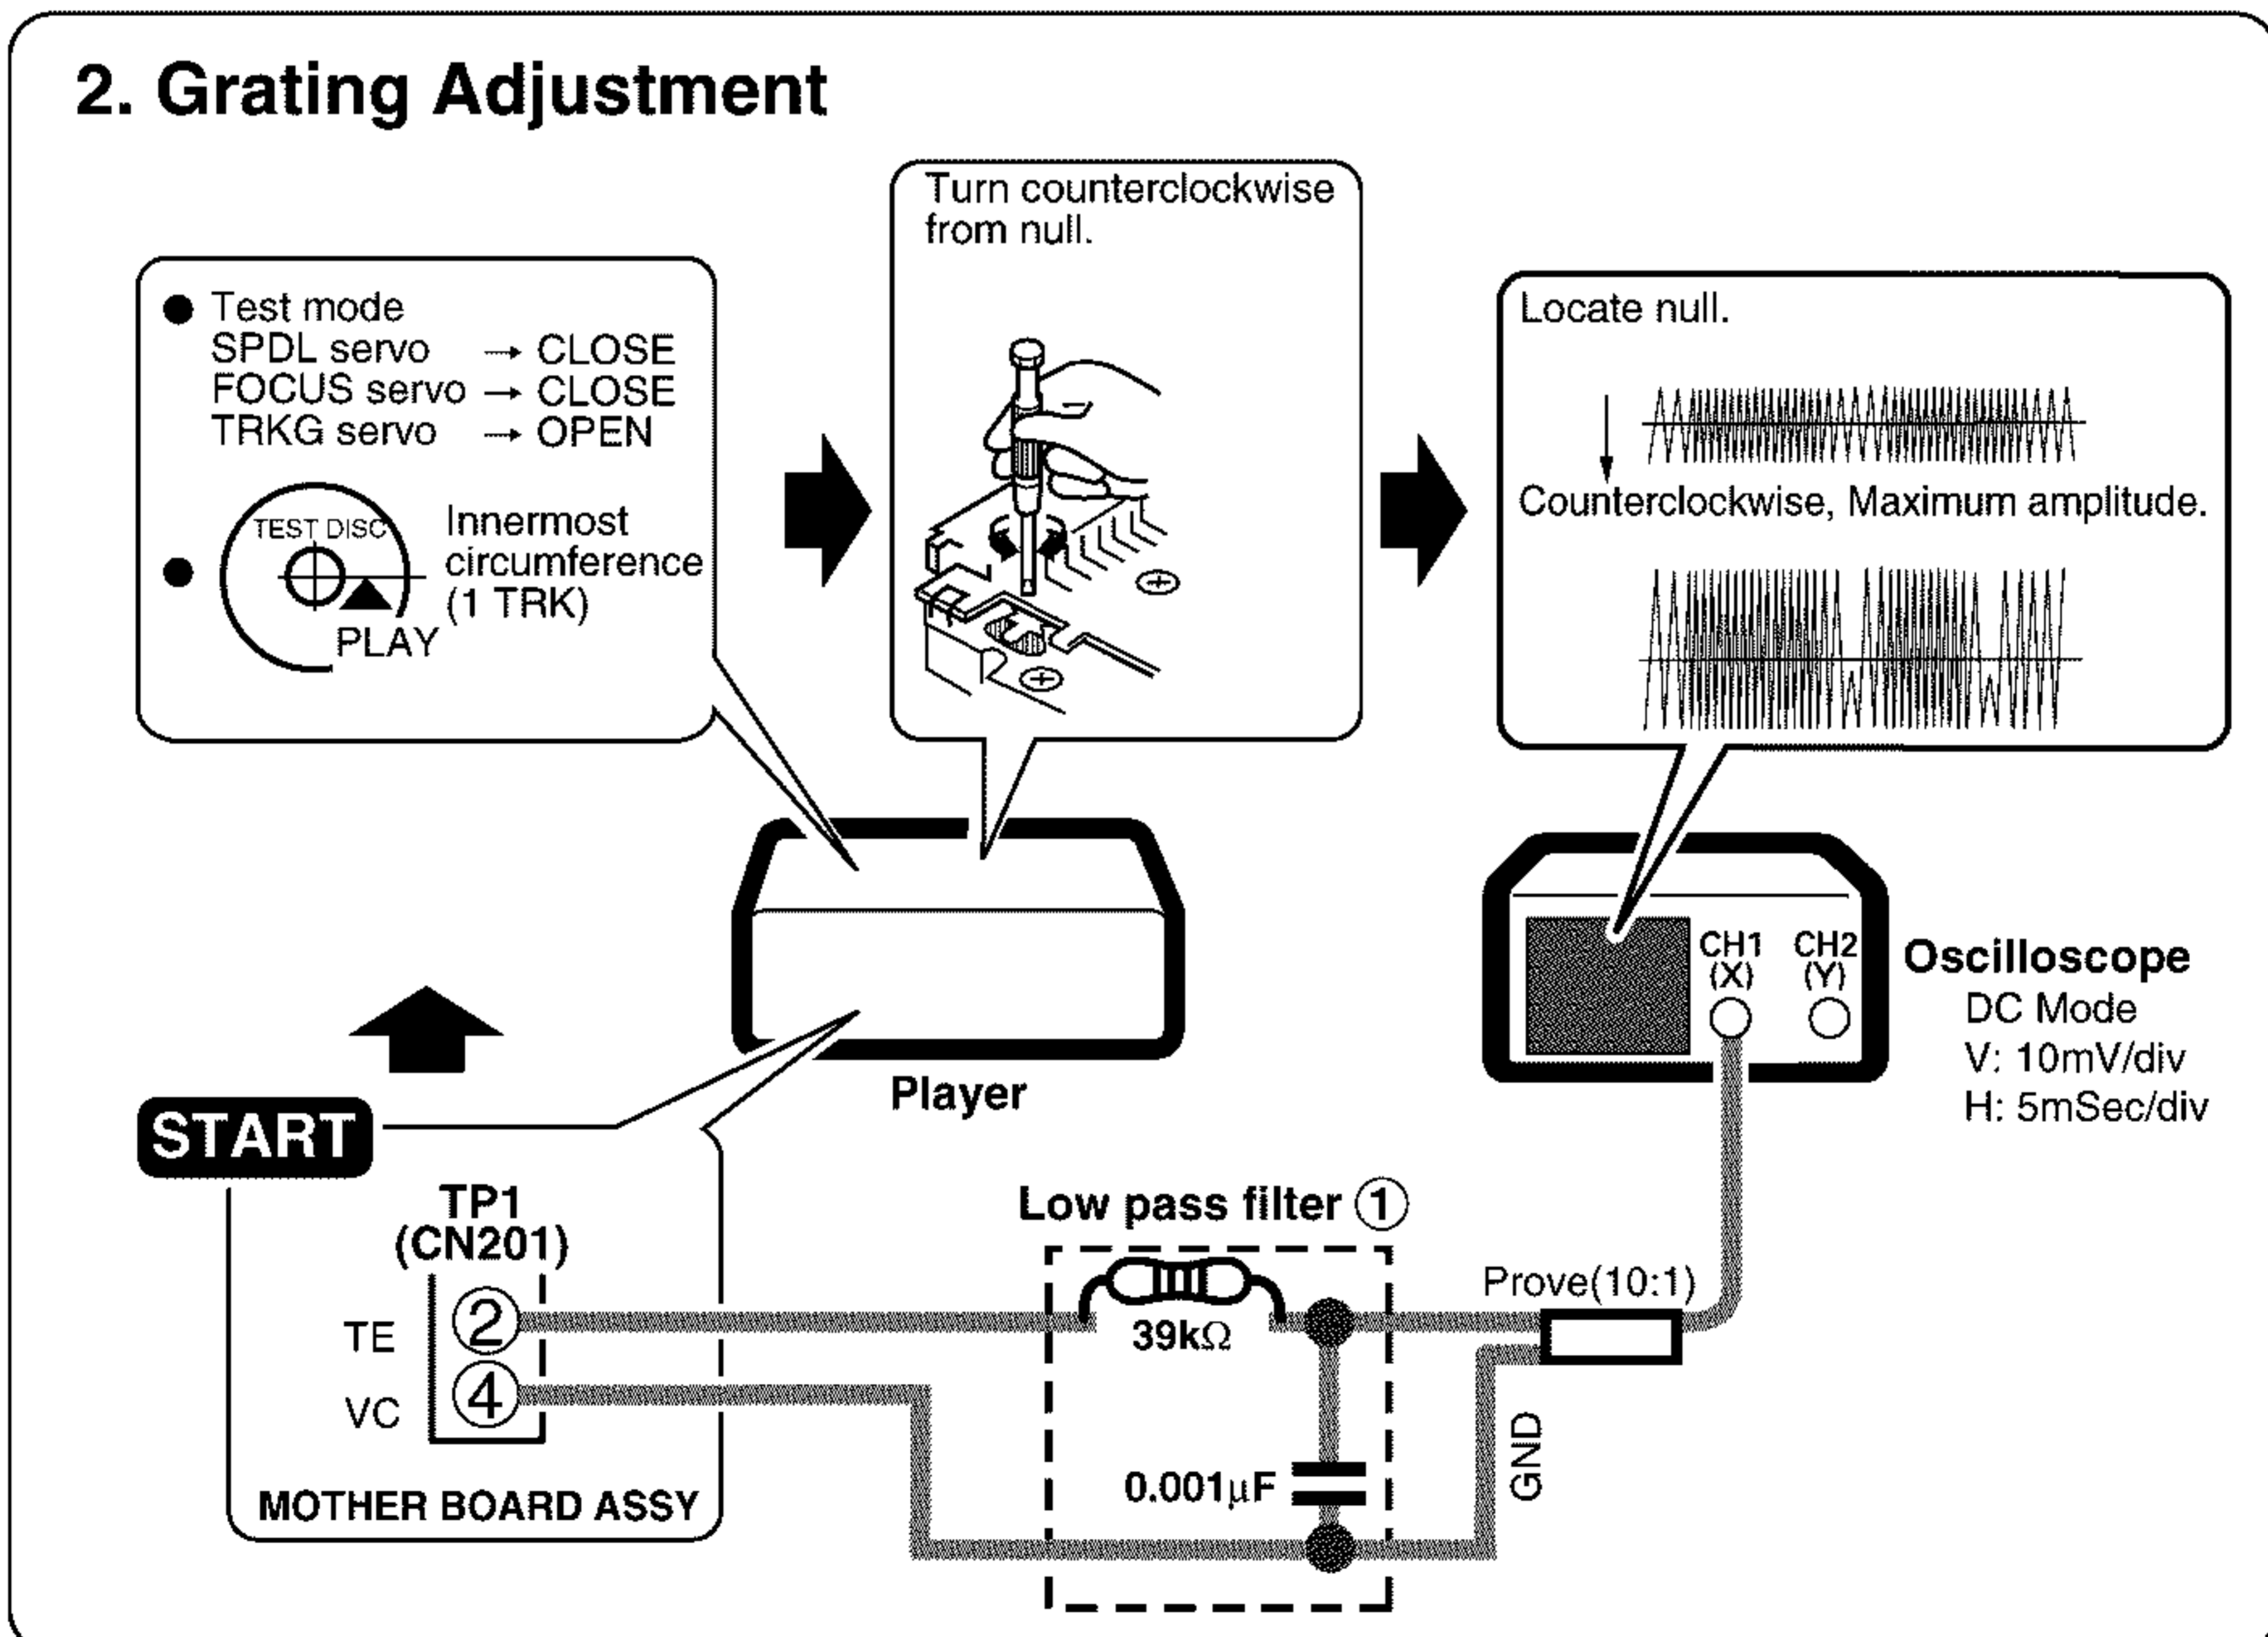 2. Grating Adjustment
● Test mode
SPDL servo → CLOSE
FOCUS servo → CLOSE
TRKG servo → OPEN
TEST DISC
PLAY
Innermost
circumference
(1 TRK)
Turn counterclockwise
from null.
Locate null.
Counterclockwise, Maximum amplitude.
Player
CH1
(X)
CH2
(Y)
Oscilloscope
DC Mode
V: 10mV/div
H: 5mSec/div
START
TP1
(CN201)
TE ②
VC ④
MOTHER BOARD ASSY
Low pass filter ①
39kΩ
0.001μF
Prove(10:1)
GND